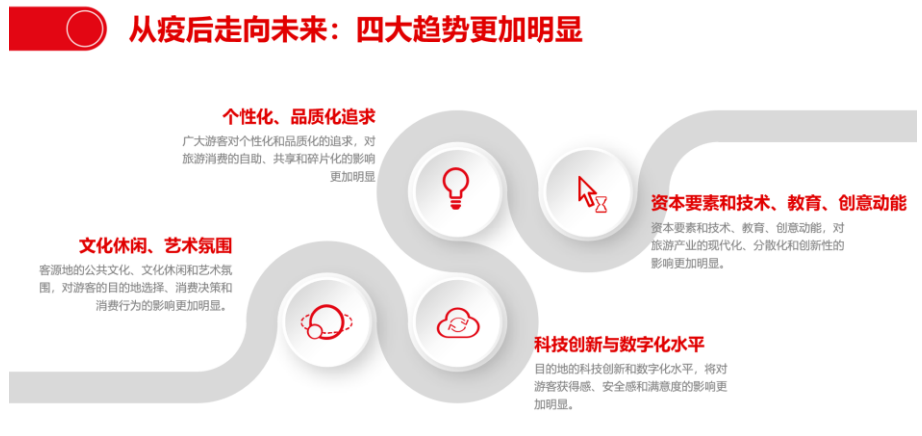 从疫后走向未来：四大趋势更加明显
个性化、品质化追求
广大游客对个性化和品质化的追求，对
旅游消费的自助、共享和碎片化的影响
更加明显
资本要素和技术、教育、创意动能
资本要素和技术、教育、创意动能，对
旅游产业的现代化、分散化和创新性的
影响更加明显。
文化休闲、艺术氛围
客源地的公共文化、文化休闲和艺术氛
围，对游客的目的地选择、消费决策和
消费行为的影响更加明显。
科技创新与数字化水平
目的地的科技创新和数字化水平，将对
游客获得感、安全感和满意度的影响更
加明显。